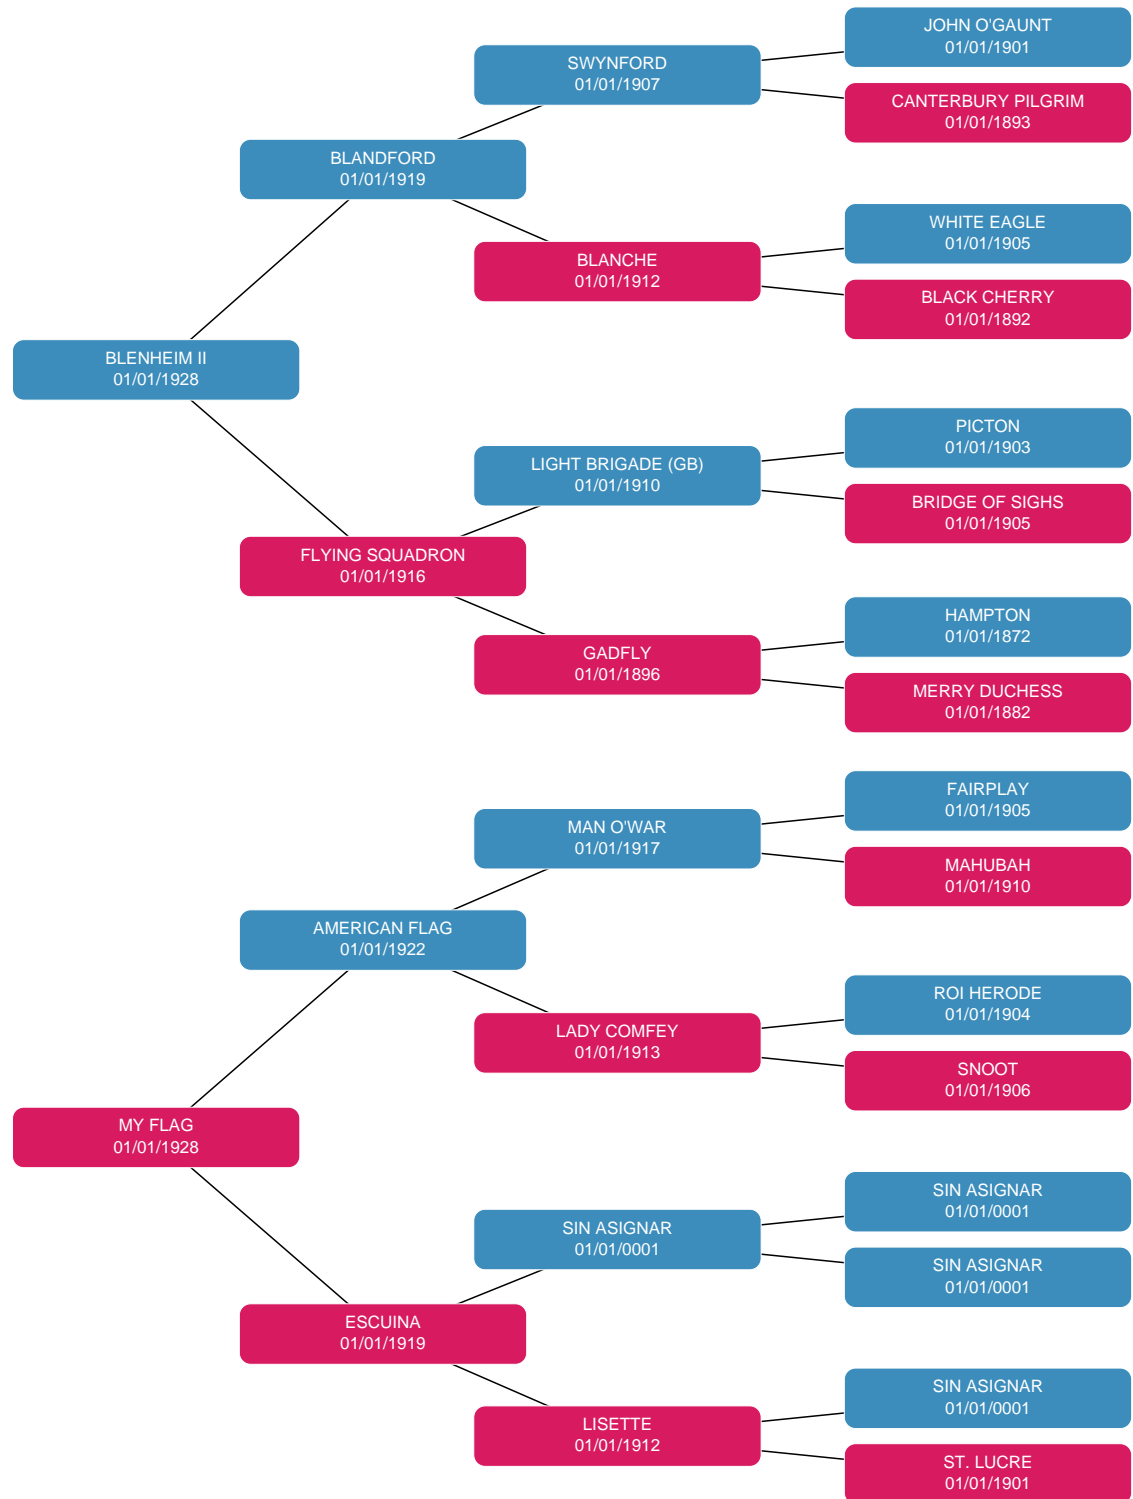 JOHN O'GAUNT
01/01/1901
SWYNFORD
01/01/1907
CANTERBURY PILGRIM
01/01/1893
BLANDFORD
01/01/1919
WHITE EAGLE
01/01/1905
BLANCHE
01/01/1912
BLACK CHERRY
01/01/1892
BLENHEIM II
01/01/1928
PICTON
01/01/1903
LIGHT BRIGADE (GB)
01/01/1910
BRIDGE OF SIGHS
01/01/1905
FLYING SQUADRON
01/01/1916
HAMPTON
01/01/1872
GADFLY
01/01/1896
MERRY DUCHESS
01/01/1882
FAIRPLAY
01/01/1905
MAN O'WAR
01/01/1917
MAHUBAH
01/01/1910
AMERICAN FLAG
01/01/1922
ROI HERODE
01/01/1904
LADY COMFEY
01/01/1913
SNOOT
01/01/1906
MY FLAG
01/01/1928
SIN ASIGNAR
01/01/0001
SIN ASIGNAR
01/01/0001
SIN ASIGNAR
01/01/0001
ESCUINA
01/01/1919
SIN ASIGNAR
01/01/0001
LISETTE
01/01/1912
ST. LUCRE
01/01/1901